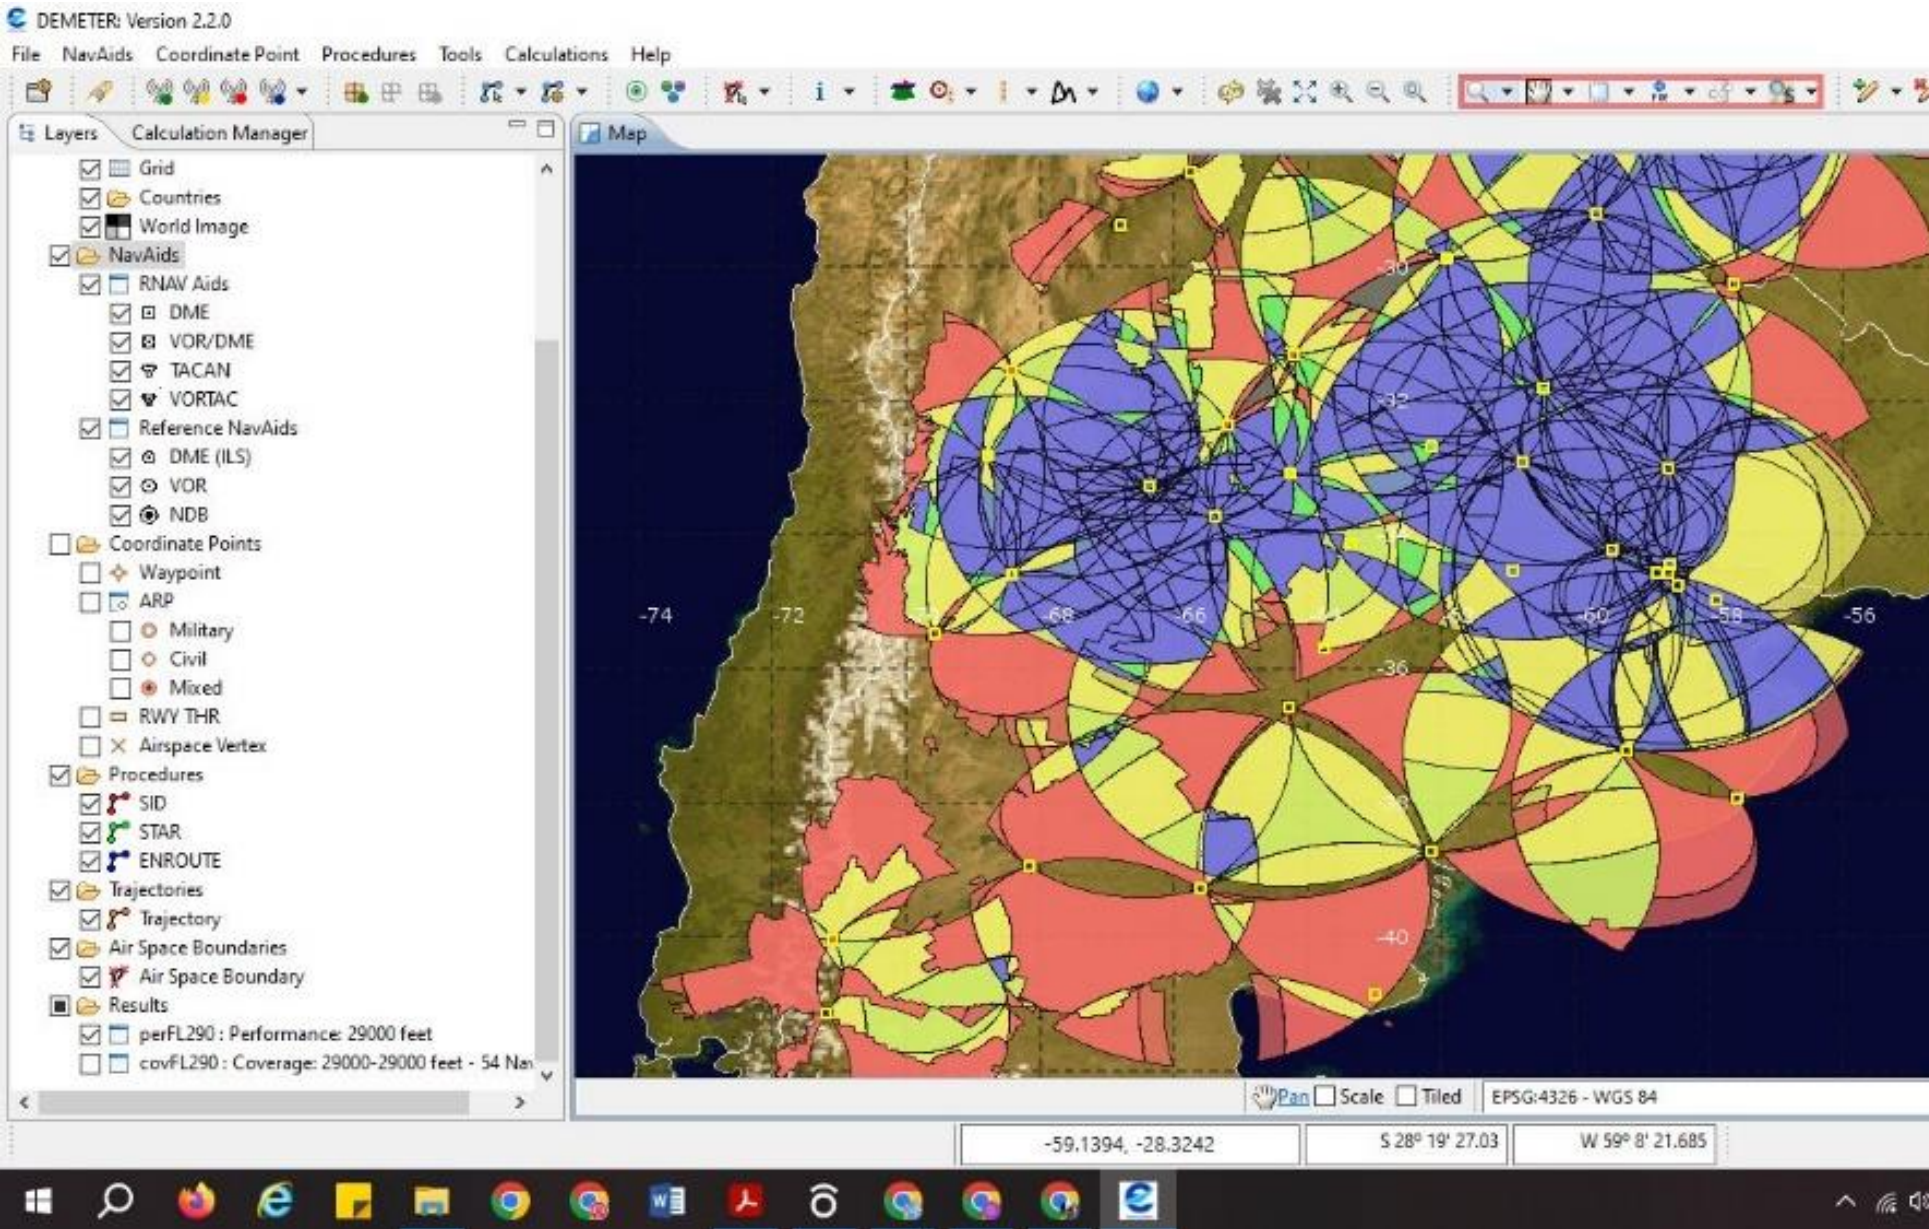 DEMETER: Version 2.2.0
File NavAids Coordinate Point Procedures Tools Calculations Help
Layers Calculation Manager
Map
Grid
Countries
World Image
NavAids
RNAV Aids
DME
VOR/DME
TACAN
VORTAC
Reference NavAids
DME (ILS)
VOR
NDB
Coordinate Points
Waypoint
ARP
Military
Civil
Mixed
RWY THR
Airspace Vertex
Procedures
SID
STAR
ENROUTE
Trajectories
Trajectory
Air Space Boundaries
Air Space Boundary
Results
perFL290 : Performance: 29000 feet
covFL290 : Coverage: 29000-29000 feet - 54 Nav
-30
-32
-74 -72 -68 -66 -60 -58 -56
-36
-40
Pan Scale Tiled EPSG:4326 - WGS 84
-59.1394, -28.3242 S 28º 19' 27.03 W 59º 8' 21.685